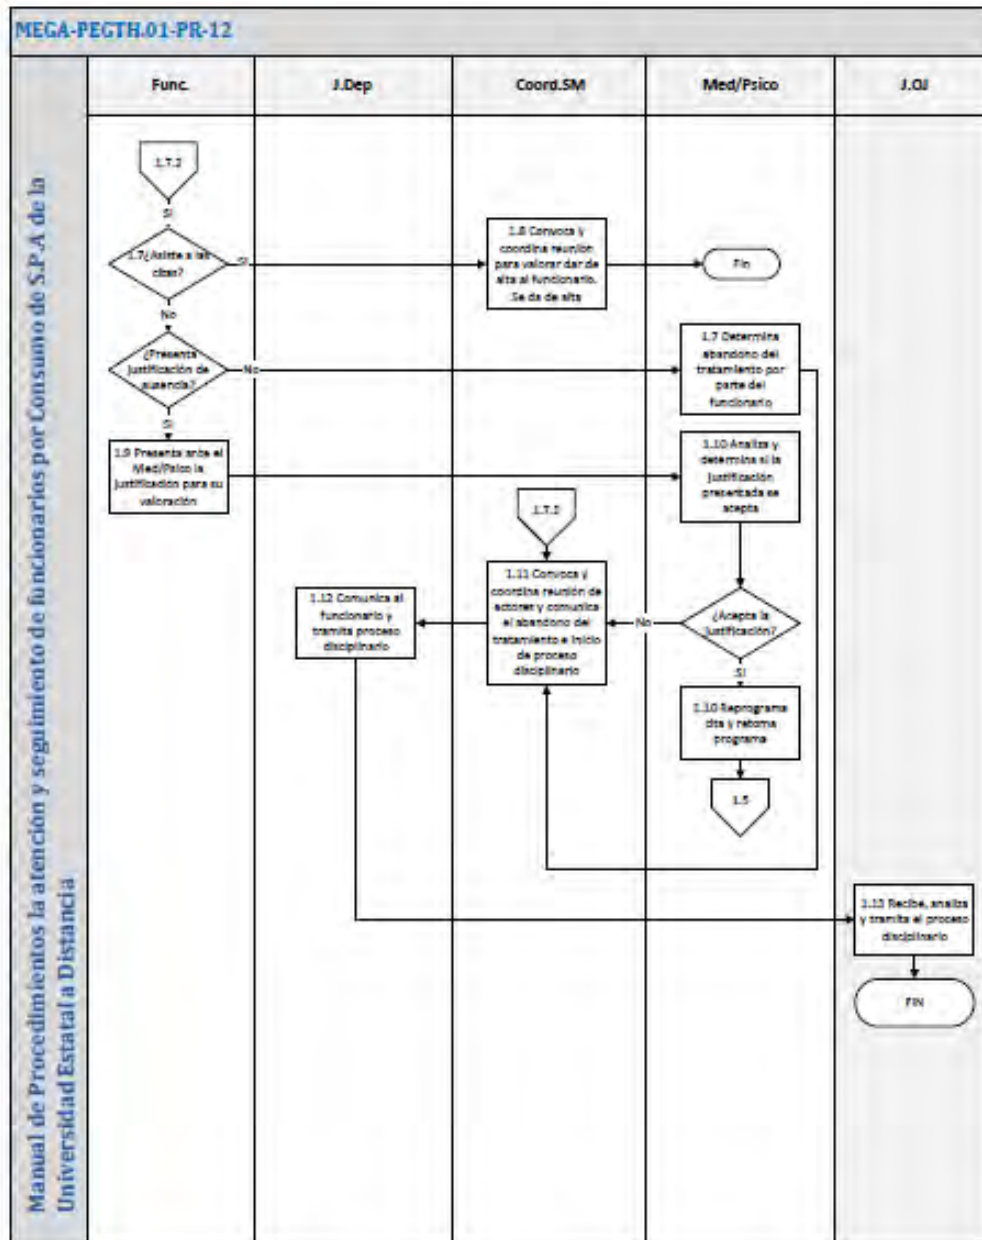 MEGA-PEGTH.01-PR-12
Manual de Procedimientos la atención y seguimiento de funcionarios por Consumo de S.P.A de la
Universidad Estatal a Distancia
Func.
J.Dep
Coord.SM
Med/Psico
J.OJ
1.7.2
SI
1.7¿Asiste a las
citas?
SI
1.8 Convoca y
coordina reunión
para valorar dar de
alta al funcionario.
Se da de alta
Fin
No
¿Presenta
justificación de
ausencia?
No
1.7 Determina
abandono del
tratamiento por
parte del
funcionario
SI
1.9 Presenta ante el
Med/Psico la
justificación para su
valoración
1.10 Analiza y
determina si la
justificación
presentada se
acepta
1.7.2
1.12 Comunica al
funcionario y
tramita proceso
disciplinario
1.11 Convoca y
coordina reunión de
actores y comunica
el abandono del
tratamiento e inicio
de proceso
disciplinario
No
¿Acepta la
justificación?
SI
1.10 Reprograma
cita y retoma
programa
1.5
1.13 Recibe, analiza
y tramita el proceso
disciplinario
FIN